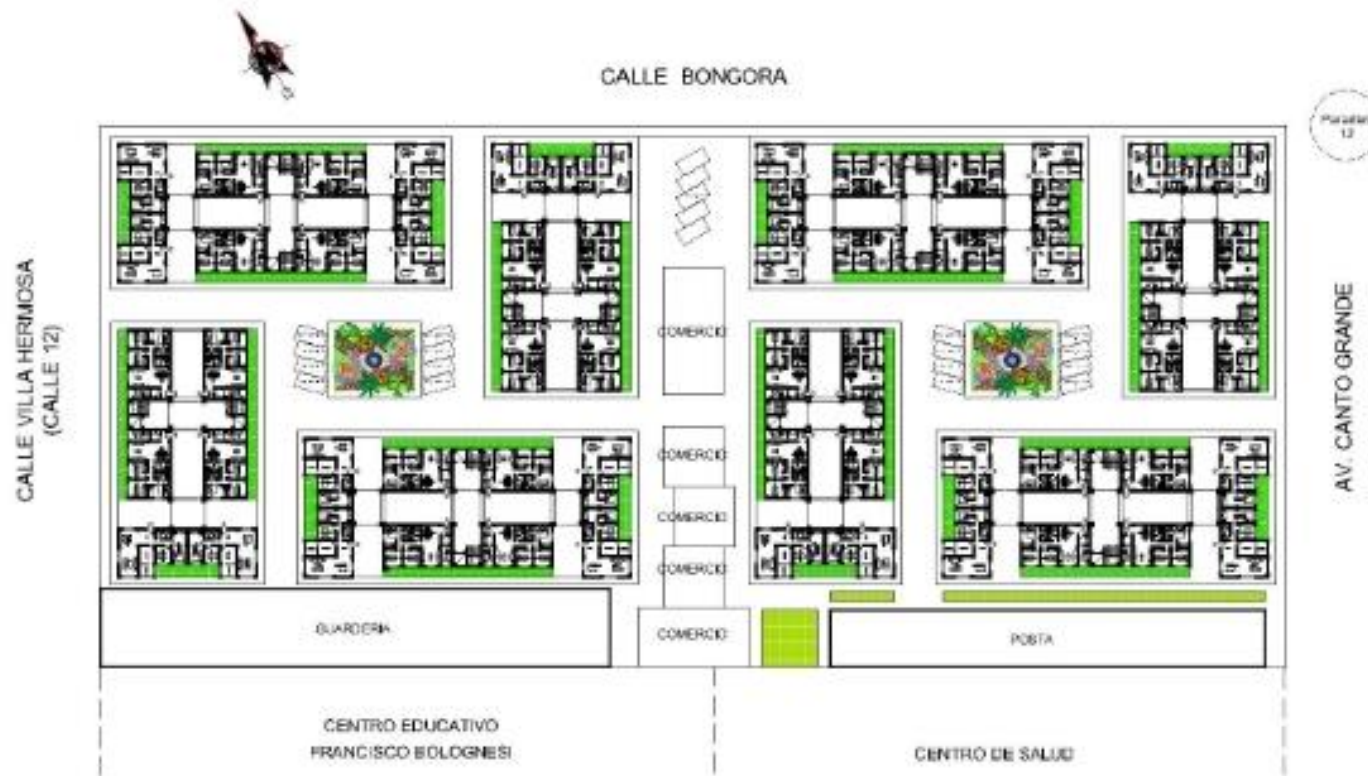 CALLE BONGORA
12
CALLE VILLA HERMOSA
(CALLE 12)
AV. CANTO GRANDE
COMERCIO
COMERCIO
COMERCIO
COMERCIO
COMERCIO
GUARDERIA
POSTA
CENTRO EDUCATIVO
FRANCISCO BOLOGNESI
CENTRO DE SALUD